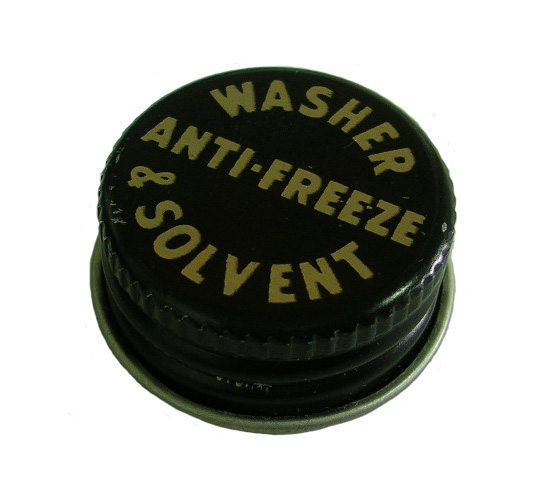 WASHER
ANTI-FREEZE
& SOLVENT